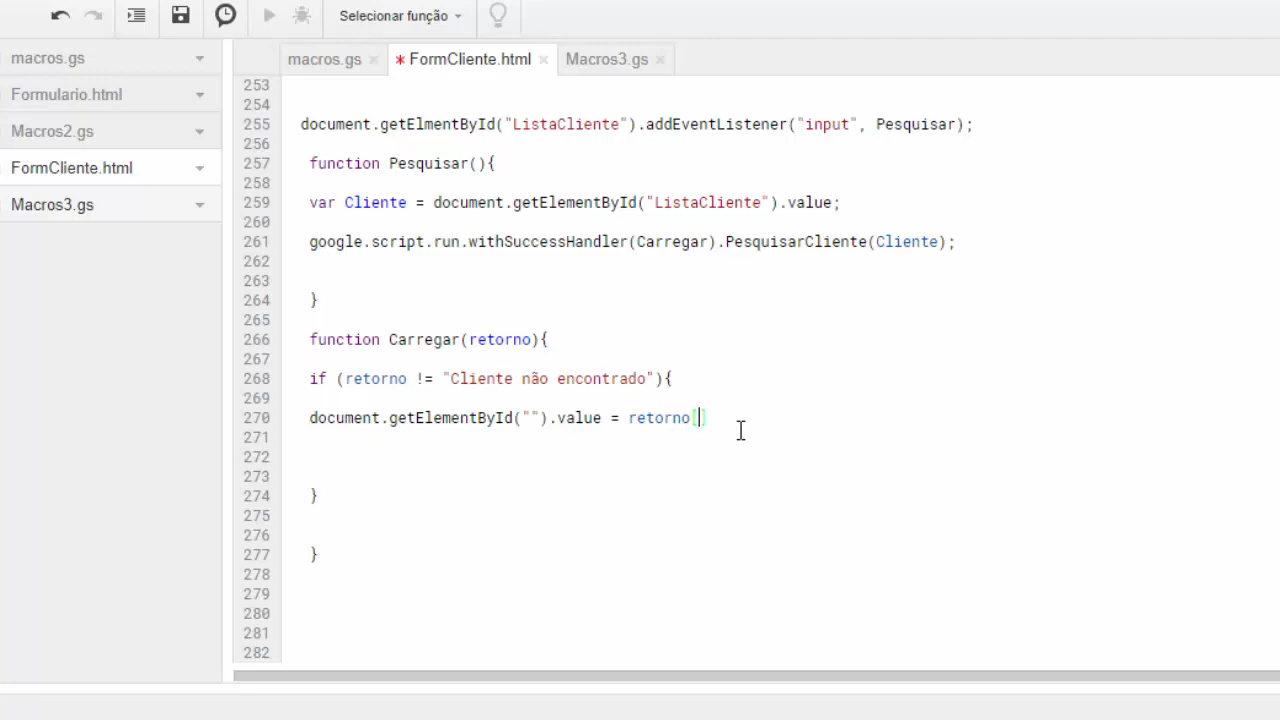 Selecionar função
macros.gs
Formulario.html
Macros2.gs
FormCliente.html
Macros3.gs
macros.gs × * FormCliente.html × Macros3.gs ×
253
254
255 document.getElmentById("ListaCliente").addEventListener("input", Pesquisar);
256
257 function Pesquisar(){
258
259 var Cliente = document.getElementById("ListaCliente").value;
260
261 google.script.run.withSuccessHandler(Carregar).PesquisarCliente(Cliente);
262
263
264 }
265
266 function Carregar(retorno){
267
268 if (retorno != "Cliente não encontrado"){
269
270 document.getElementById("").value = retorno[]
271
272
273
274 }
275
276
277 }
278
279
280
281
282